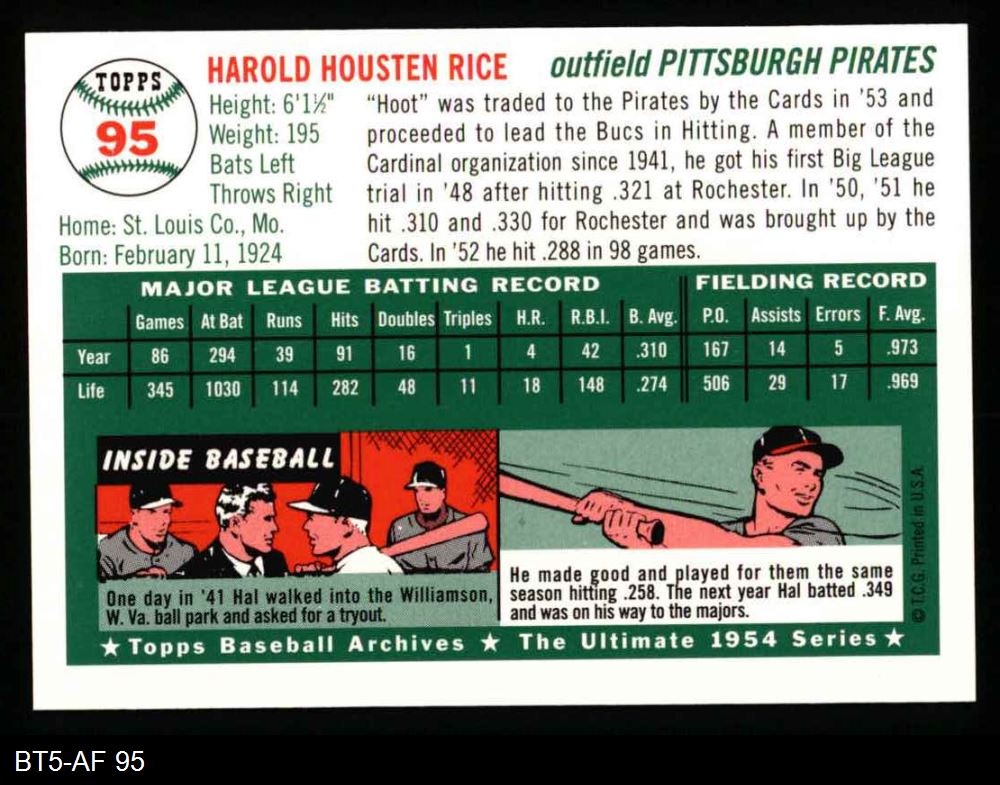 TOPPS
95
HAROLD HOUSTEN RICE
outfield PITTSBURGH PIRATES
Height: 6'1½"
Weight: 195
Bats Left
Throws Right
Home: St. Louis Co., Mo.
Born: February 11, 1924
“Hoot” was traded to the Pirates by the Cards in '53 and
proceeded to lead the Bucs in Hitting. A member of the
Cardinal organization since 1941, he got his first Big League
trial in '48 after hitting .321 at Rochester. In '50, '51 he
hit .310 and .330 for Rochester and was brought up by the
Cards. In '52 he hit .288 in 98 games.
MAJOR LEAGUE BATTING RECORD FIELDING RECORD
Games At Bat Runs Hits Doubles Triples H.R. R.B.I. B. Avg. P.O. Assists Errors F. Avg.
Year 86 294 39 91 16 1 4 42 .310 167 14 5 .973
Life 345 1030 114 282 48 11 18 148 .274 506 29 17 .969
INSIDE BASEBALL
One day in '41 Hal walked into the Williamson,
W. Va. ball park and asked for a tryout.
He made good and played for them the same
season hitting .258. The next year Hal batted .349
and was on his way to the majors.
© T.C.G. Printed in U.S.A.
★ Topps Baseball Archives ★ The Ultimate 1954 Series ★
BT5-AF 95